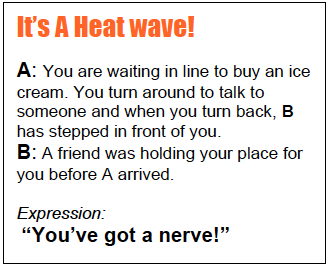 It's A Heat wave!
A: You are waiting in line to buy an ice
cream. You turn around to talk to
someone and when you turn back, B
has stepped in front of you.
B: A friend was holding your place for
you before A arrived.
Expression:
“You've got a nerve!”